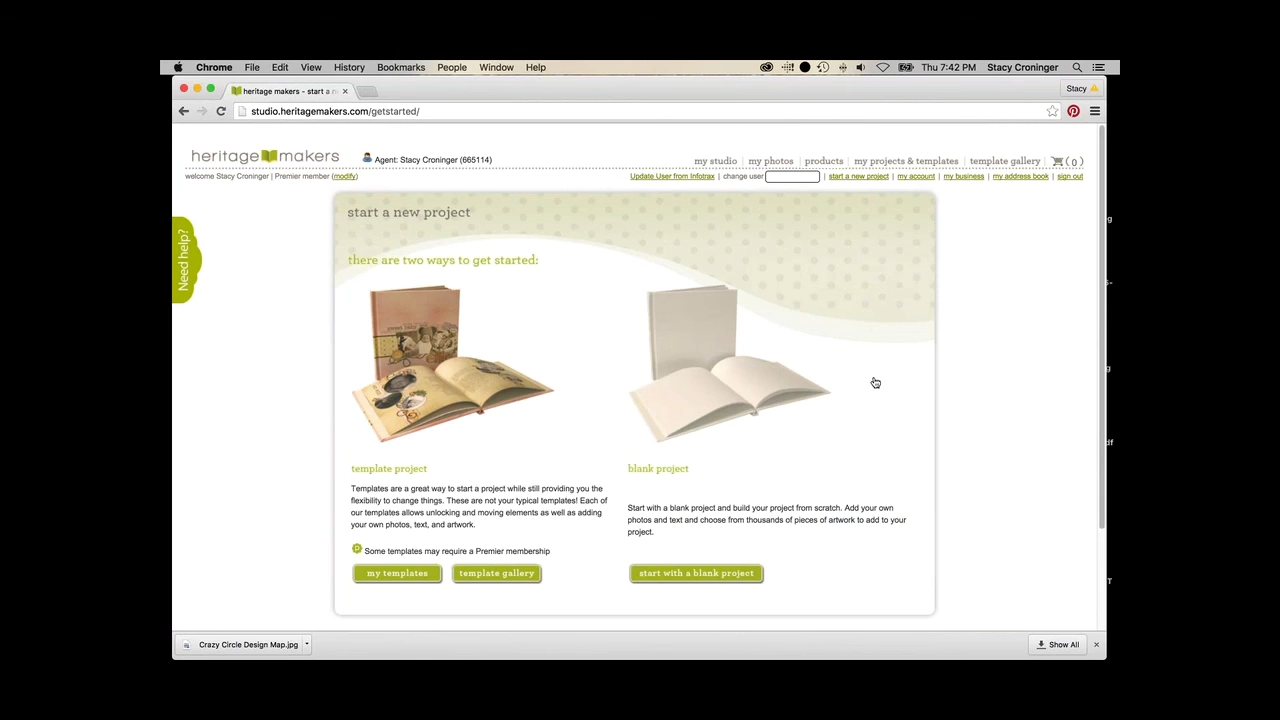 Chrome File Edit View History Bookmarks People Window Help Thu 7:42 PM Stacy Croninger
heritage makers - start a n
Stacy
studio.heritagemakers.com/getstarted/
heritage makers
Agent: Stacy Croninger (665114)
my studio | my photos | products | my projects & templates | template gallery | ( 0 )
welcome Stacy Croninger | Premier member (modify)
Update User from Infotrax | change user | start a new project | my account | my business | my address book | sign out
Need help?
start a new project
there are two ways to get started:
template project
Templates are a great way to start a project while still providing you the
flexibility to change things. These are not your typical templates! Each of
our templates allows unlocking and moving elements as well as adding
your own photos, text, and artwork.
Some templates may require a Premier membership
my templates
template gallery
blank project
Start with a blank project and build your project from scratch. Add your own
photos and text and choose from thousands of pieces of artwork to add to your
project.
start with a blank project
Crazy Circle Design Map.jpg
Show All